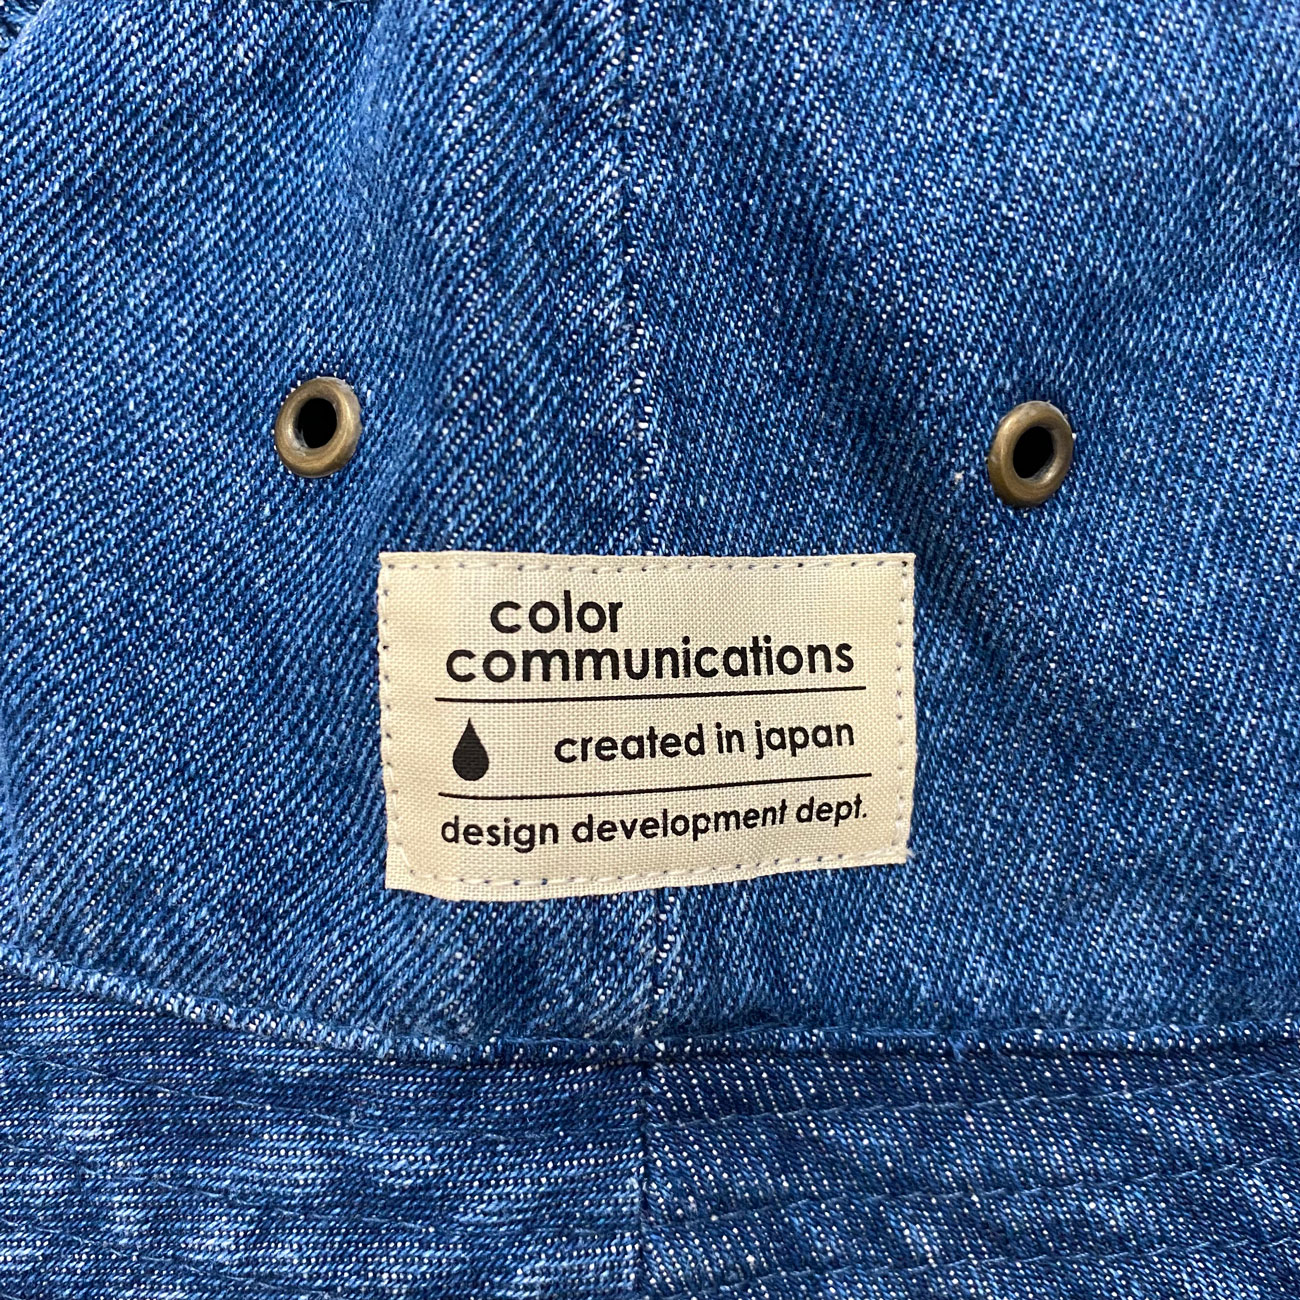 color
communications
created in japan
design development dept.